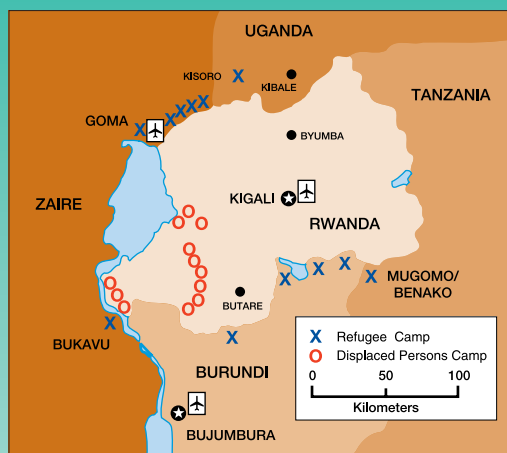 UGANDA
KISORO X
KIBALE
TANZANIA
X X X X X
GOMA
BYUMBA
ZAIRE
KIGALI
RWANDA
O
O O
O
O
O
O
O
O
O
O
O
X X X X
MUGOMO/
BENAKO
BUTARE
X
BUKAVU
X
BURUNDI
BUJUMBURA
X Refugee Camp
O Displaced Persons Camp
0 50 100
Kilometers